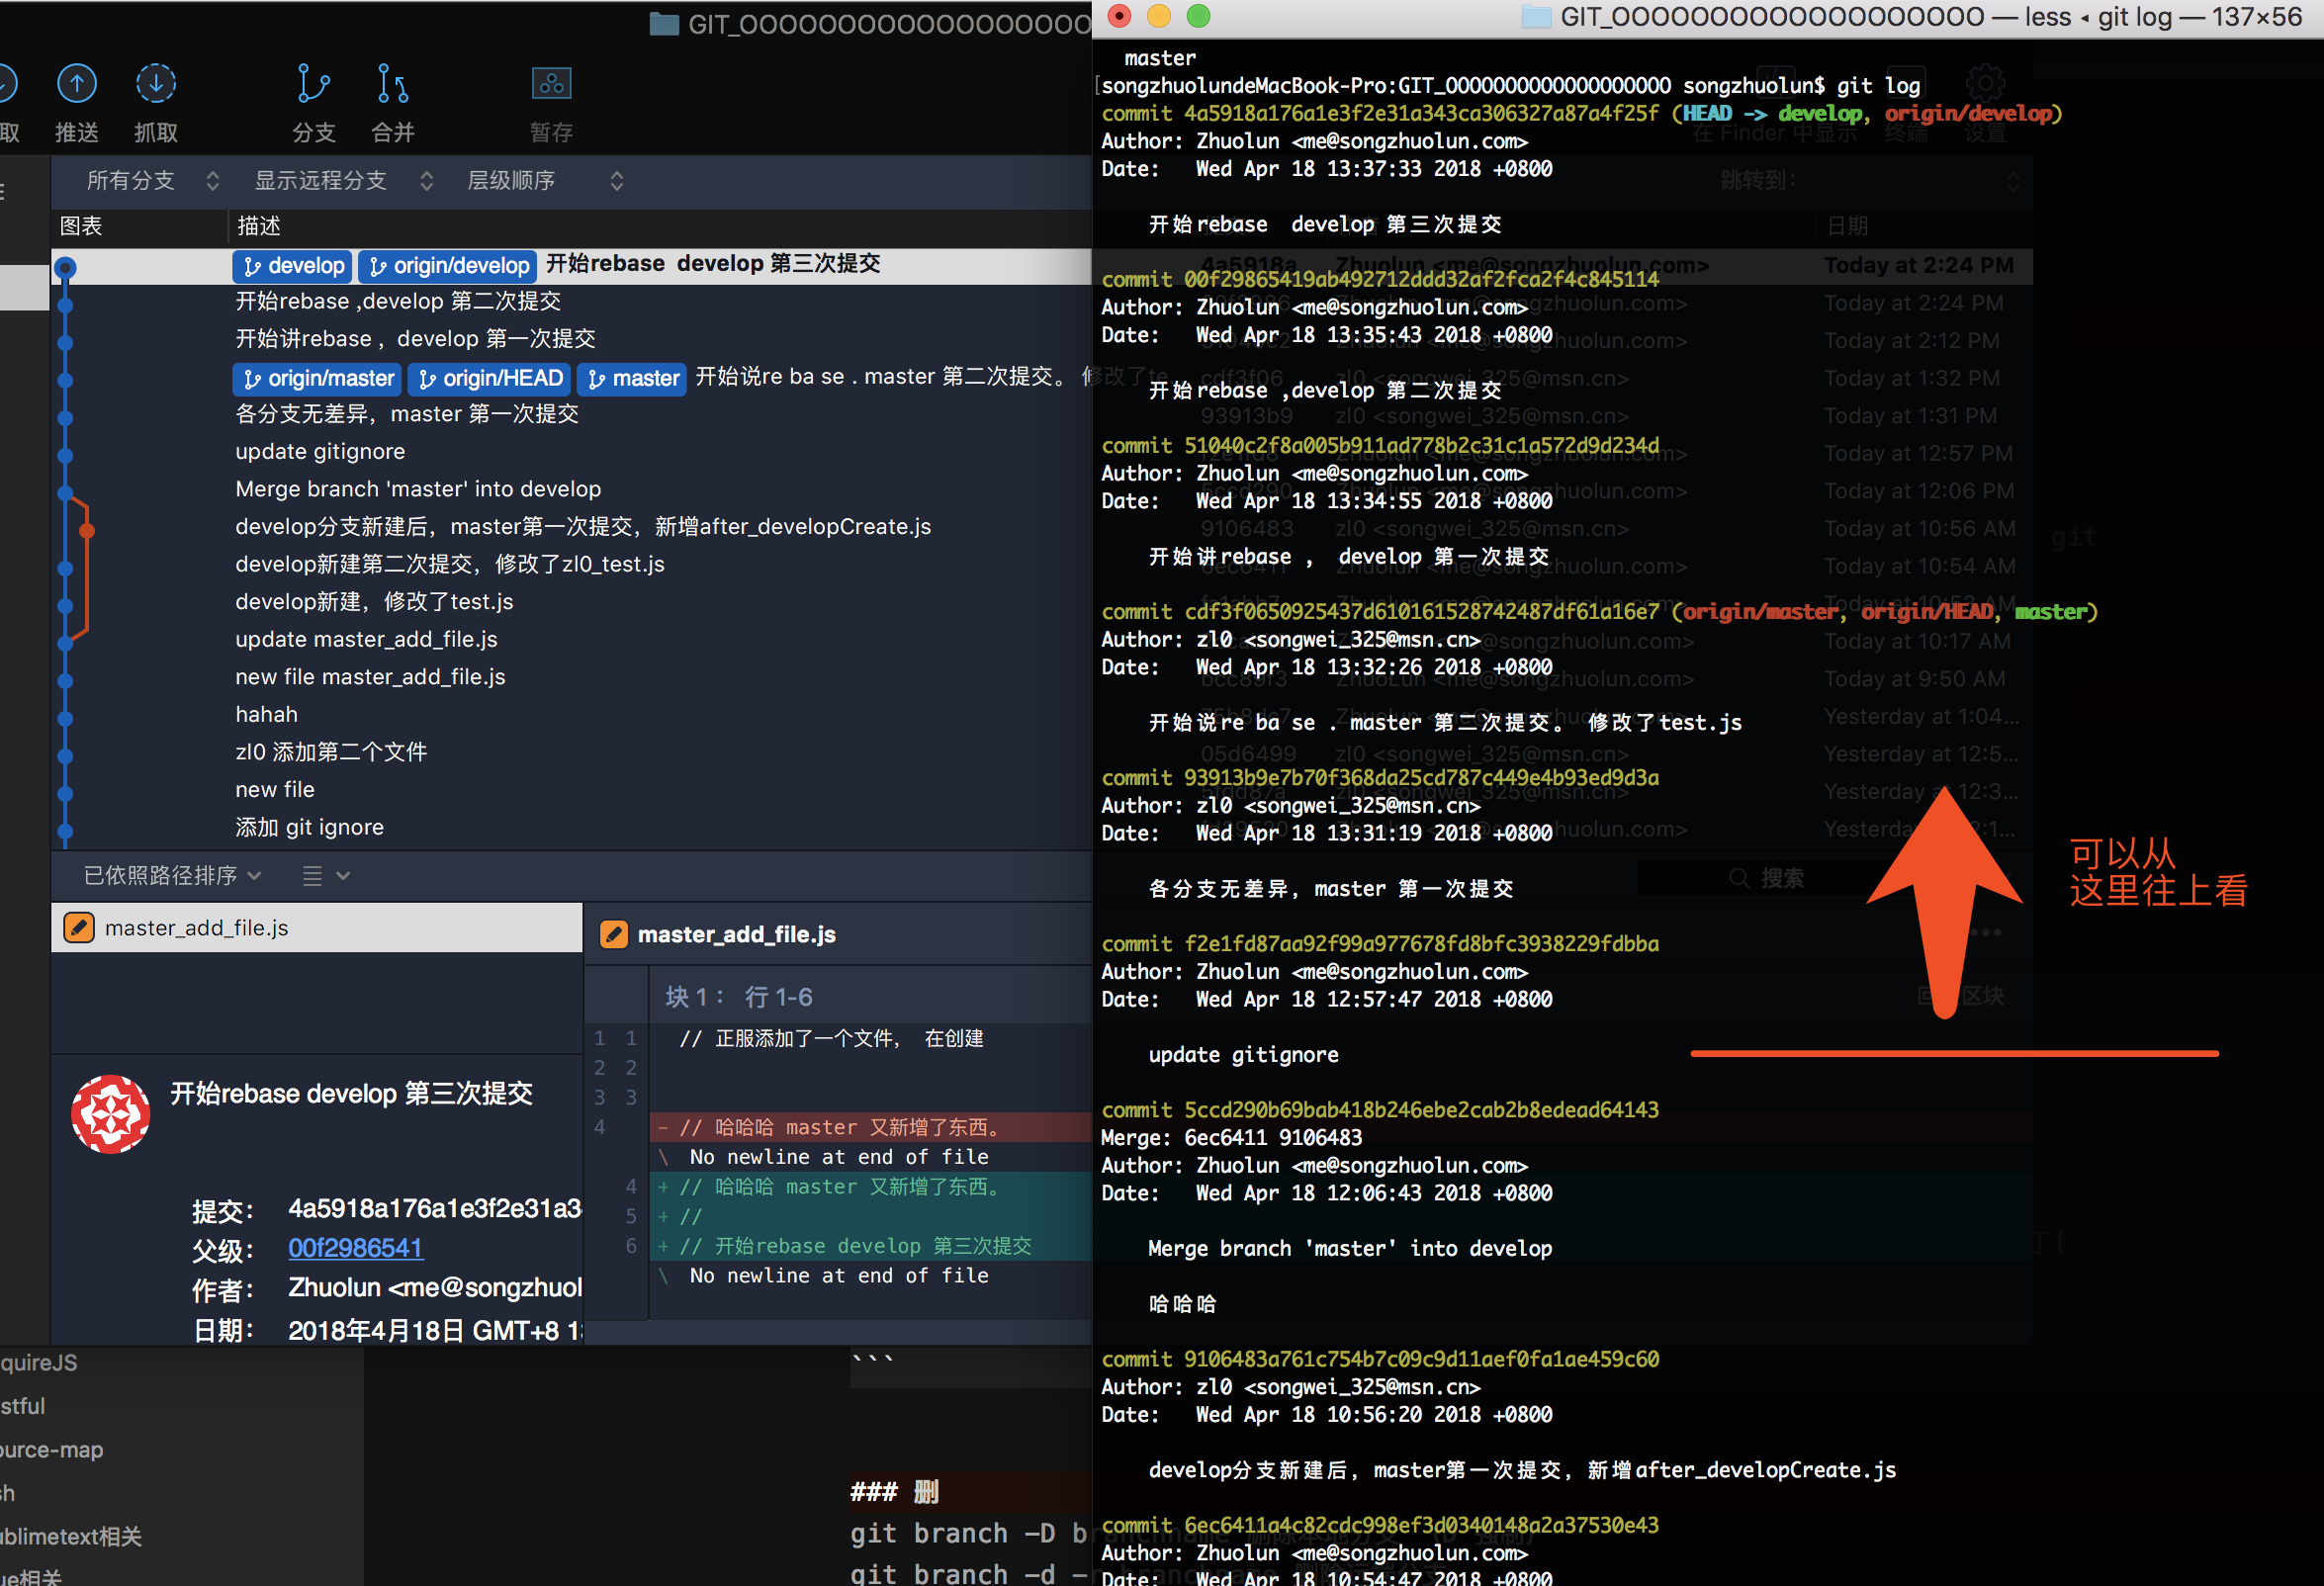 GIT_OOOOOOOOOOOOOOOOOO
取
推送
抓取
分支
合并
暂存
所有分支
显示远程分支
层级顺序
图表
描述
develop origin/develop 开始rebase  develop 第三次提交
开始rebase ,develop 第二次提交
开始讲rebase ，develop 第一次提交
origin/master origin/HEAD master 开始说re ba se . master 第二次提交。
各分支无差异，master 第一次提交
update gitignore
Merge branch 'master' into develop
develop分支新建后，master第一次提交，新增after_developCreate.js
develop新建第二次提交，修改了zl0_test.js
develop新建，修改了test.js
update master_add_file.js
new file master_add_file.js
hahah
zl0 添加第二个文件
new file
添加 git ignore
已依照路径排序
master_add_file.js
master_add_file.js
块 1： 行 1-6
1 1 // 正服添加了一个文件， 在创建
2 2
3 3
4 - // 哈哈哈 master 又新增了东西。
\ No newline at end of file
4 + // 哈哈哈 master 又新增了东西。
5 + //
6 + // 开始rebase develop 第三次提交
\ No newline at end of file
开始rebase develop 第三次提交
提交： 4a5918a176a1e3f2e31a3
父级： 00f2986541
作者： Zhuolun <me@songzhuol
日期： 2018年4月18日 GMT+8 1
quireJS
stful
ource-map
sh
ublimetext相关
ue相关
```
### 删
git branch -D b
git branch -d -
GIT_OOOOOOOOOOOOOOOOOOO — less ◂ git log — 137×56
master
[songzhuolundeMacBook-Pro:GIT_OOOOOOOOOOOOOOOOOOO songzhuolun$ git log
commit 4a5918a176a1e3f2e31a343ca306327a87a4f25f (HEAD -> develop, origin/develop)
Author: Zhuolun <me@songzhuolun.com>
Date:   Wed Apr 18 13:37:33 2018 +0800
开始rebase  develop 第三次提交
commit 00f29865419ab492712ddd32af2fca2f4c845114
Author: Zhuolun <me@songzhuolun.com>
Date:   Wed Apr 18 13:35:43 2018 +0800
开始rebase ,develop 第二次提交
commit 51040c2f8a005b911ad778b2c31c1a572d9d234d
Author: Zhuolun <me@songzhuolun.com>
Date:   Wed Apr 18 13:34:55 2018 +0800
开始讲rebase ， develop 第一次提交
commit cdf3f0650925437d610161528742487df61a16e7 (origin/master, origin/HEAD, master)
Author: zl0 <songwei_325@msn.cn>
Date:   Wed Apr 18 13:32:26 2018 +0800
开始说re ba se . master 第二次提交。 修改了test.js
commit 93913b9e7b70f368da25cd787c449e4b93ed9d3a
Author: zl0 <songwei_325@msn.cn>
Date:   Wed Apr 18 13:31:19 2018 +0800
各分支无差异，master 第一次提交
commit f2e1fd87aa92f99a977678fd8bfc3938229fdbba
Author: Zhuolun <me@songzhuolun.com>
Date:   Wed Apr 18 12:57:47 2018 +0800
update gitignore
commit 5ccd290b69bab418b246ebe2cab2b8edead64143
Merge: 6ec6411 9106483
Author: Zhuolun <me@songzhuolun.com>
Date:   Wed Apr 18 12:06:43 2018 +0800
Merge branch 'master' into develop
哈哈哈
commit 9106483a761c754b7c09c9d11aef0fa1ae459c60
Author: zl0 <songwei_325@msn.cn>
Date:   Wed Apr 18 10:56:20 2018 +0800
develop分支新建后，master第一次提交，新增after_developCreate.js
commit 6ec6411a4c82cdc998ef3d0340148a2a37530e43
Author: Zhuolun <me@songzhuolun.com>
Date:   Wed Apr 18 10:54:47 2018 +0800
可以从
这里往上看